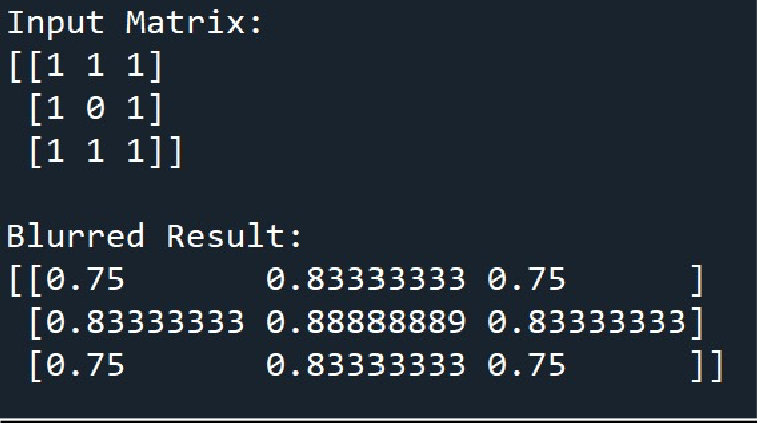 Input Matrix:
[[1 1 1]
 [1 0 1]
 [1 1 1]]

Blurred Result:
[[0.75       0.83333333 0.75      ]
 [0.83333333 0.88888889 0.83333333]
 [0.75       0.83333333 0.75      ]]